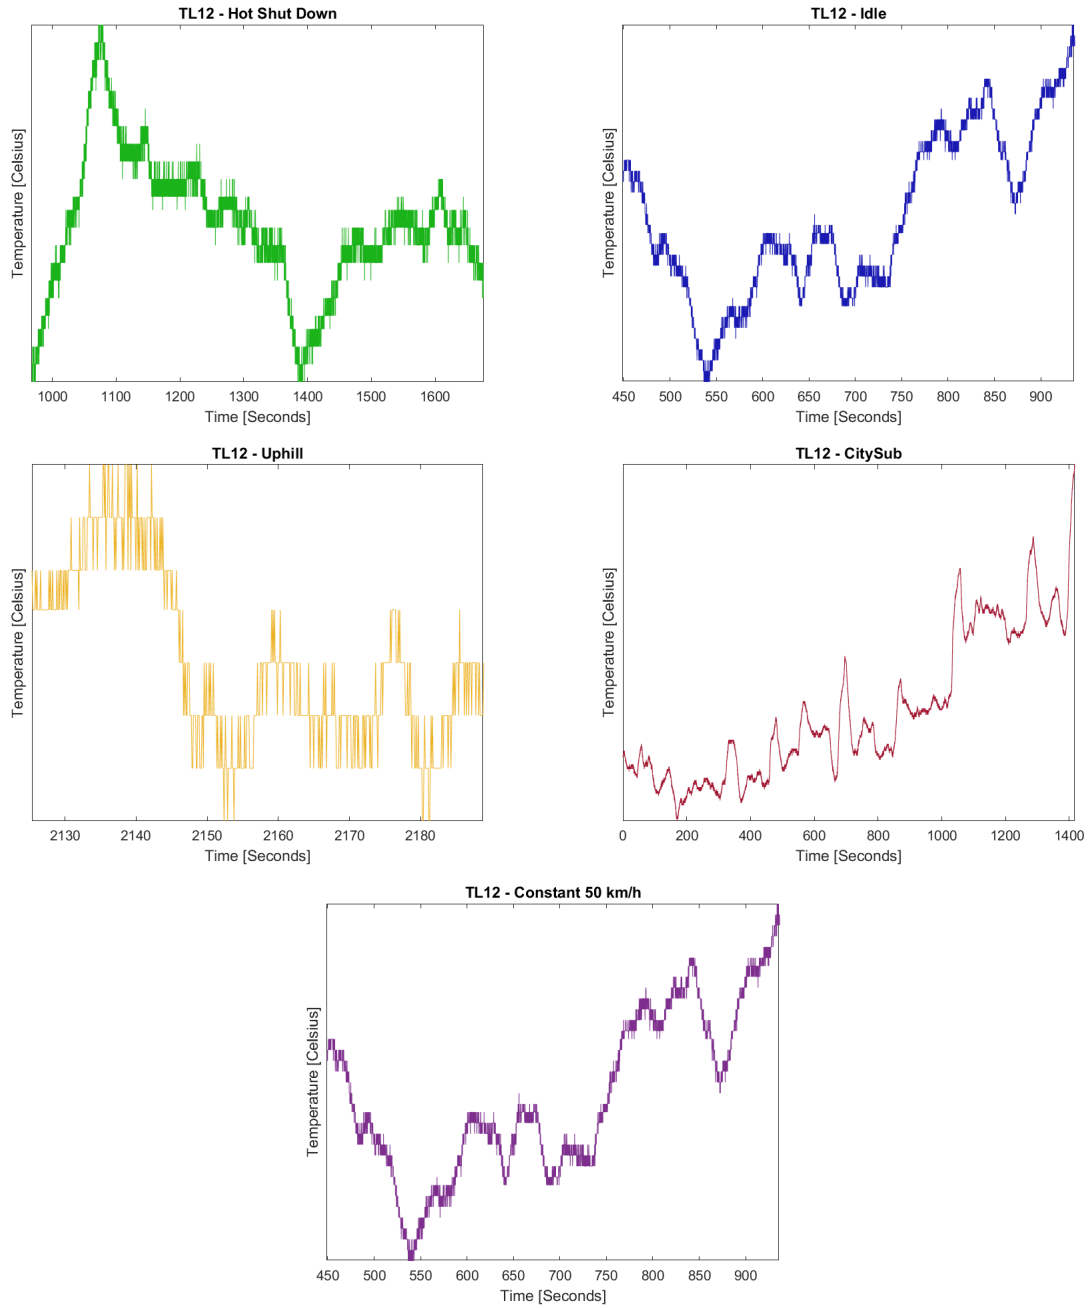 TL12 - Hot Shut Down
Temperature [Celsius]
1000 1100 1200 1300 1400 1500 1600
Time [Seconds]
TL12 - Idle
Temperature [Celsius]
450 500 550 600 650 700 750 800 850 900
Time [Seconds]
TL12 - Uphill
Temperature [Celsius]
2130 2140 2150 2160 2170 2180
Time [Seconds]
TL12 - CitySub
Temperature [Celsius]
0 200 400 600 800 1000 1200 1400
Time [Seconds]
TL12 - Constant 50 km/h
Temperature [Celsius]
450 500 550 600 650 700 750 800 850 900
Time [Seconds]